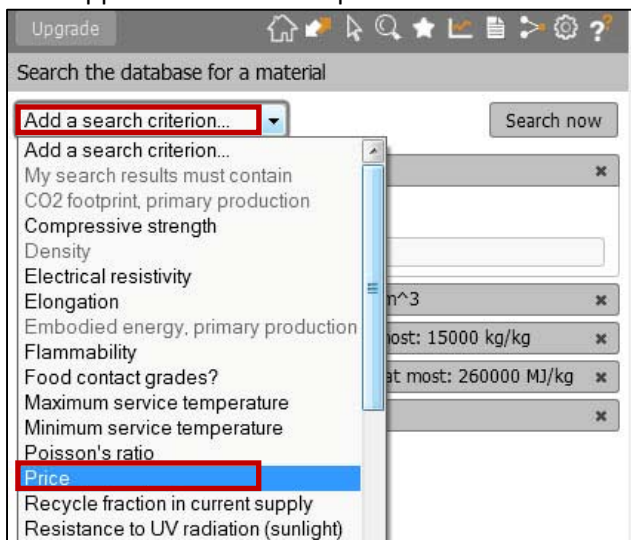 Upgrade
Search the database for a material
Add a search criterion...
Search now
Add a search criterion...
My search results must contain
CO2 footprint, primary production
Compressive strength
Density
Electrical resistivity
Elongation
m^3
Embodied energy, primary production
most: 15000 kg/kg
Flammability
Food contact grades?
at most: 260000 MJ/kg
Maximum service temperature
Minimum service temperature
Poisson's ratio
Price
Recycle fraction in current supply
Resistance to UV radiation (sunlight)